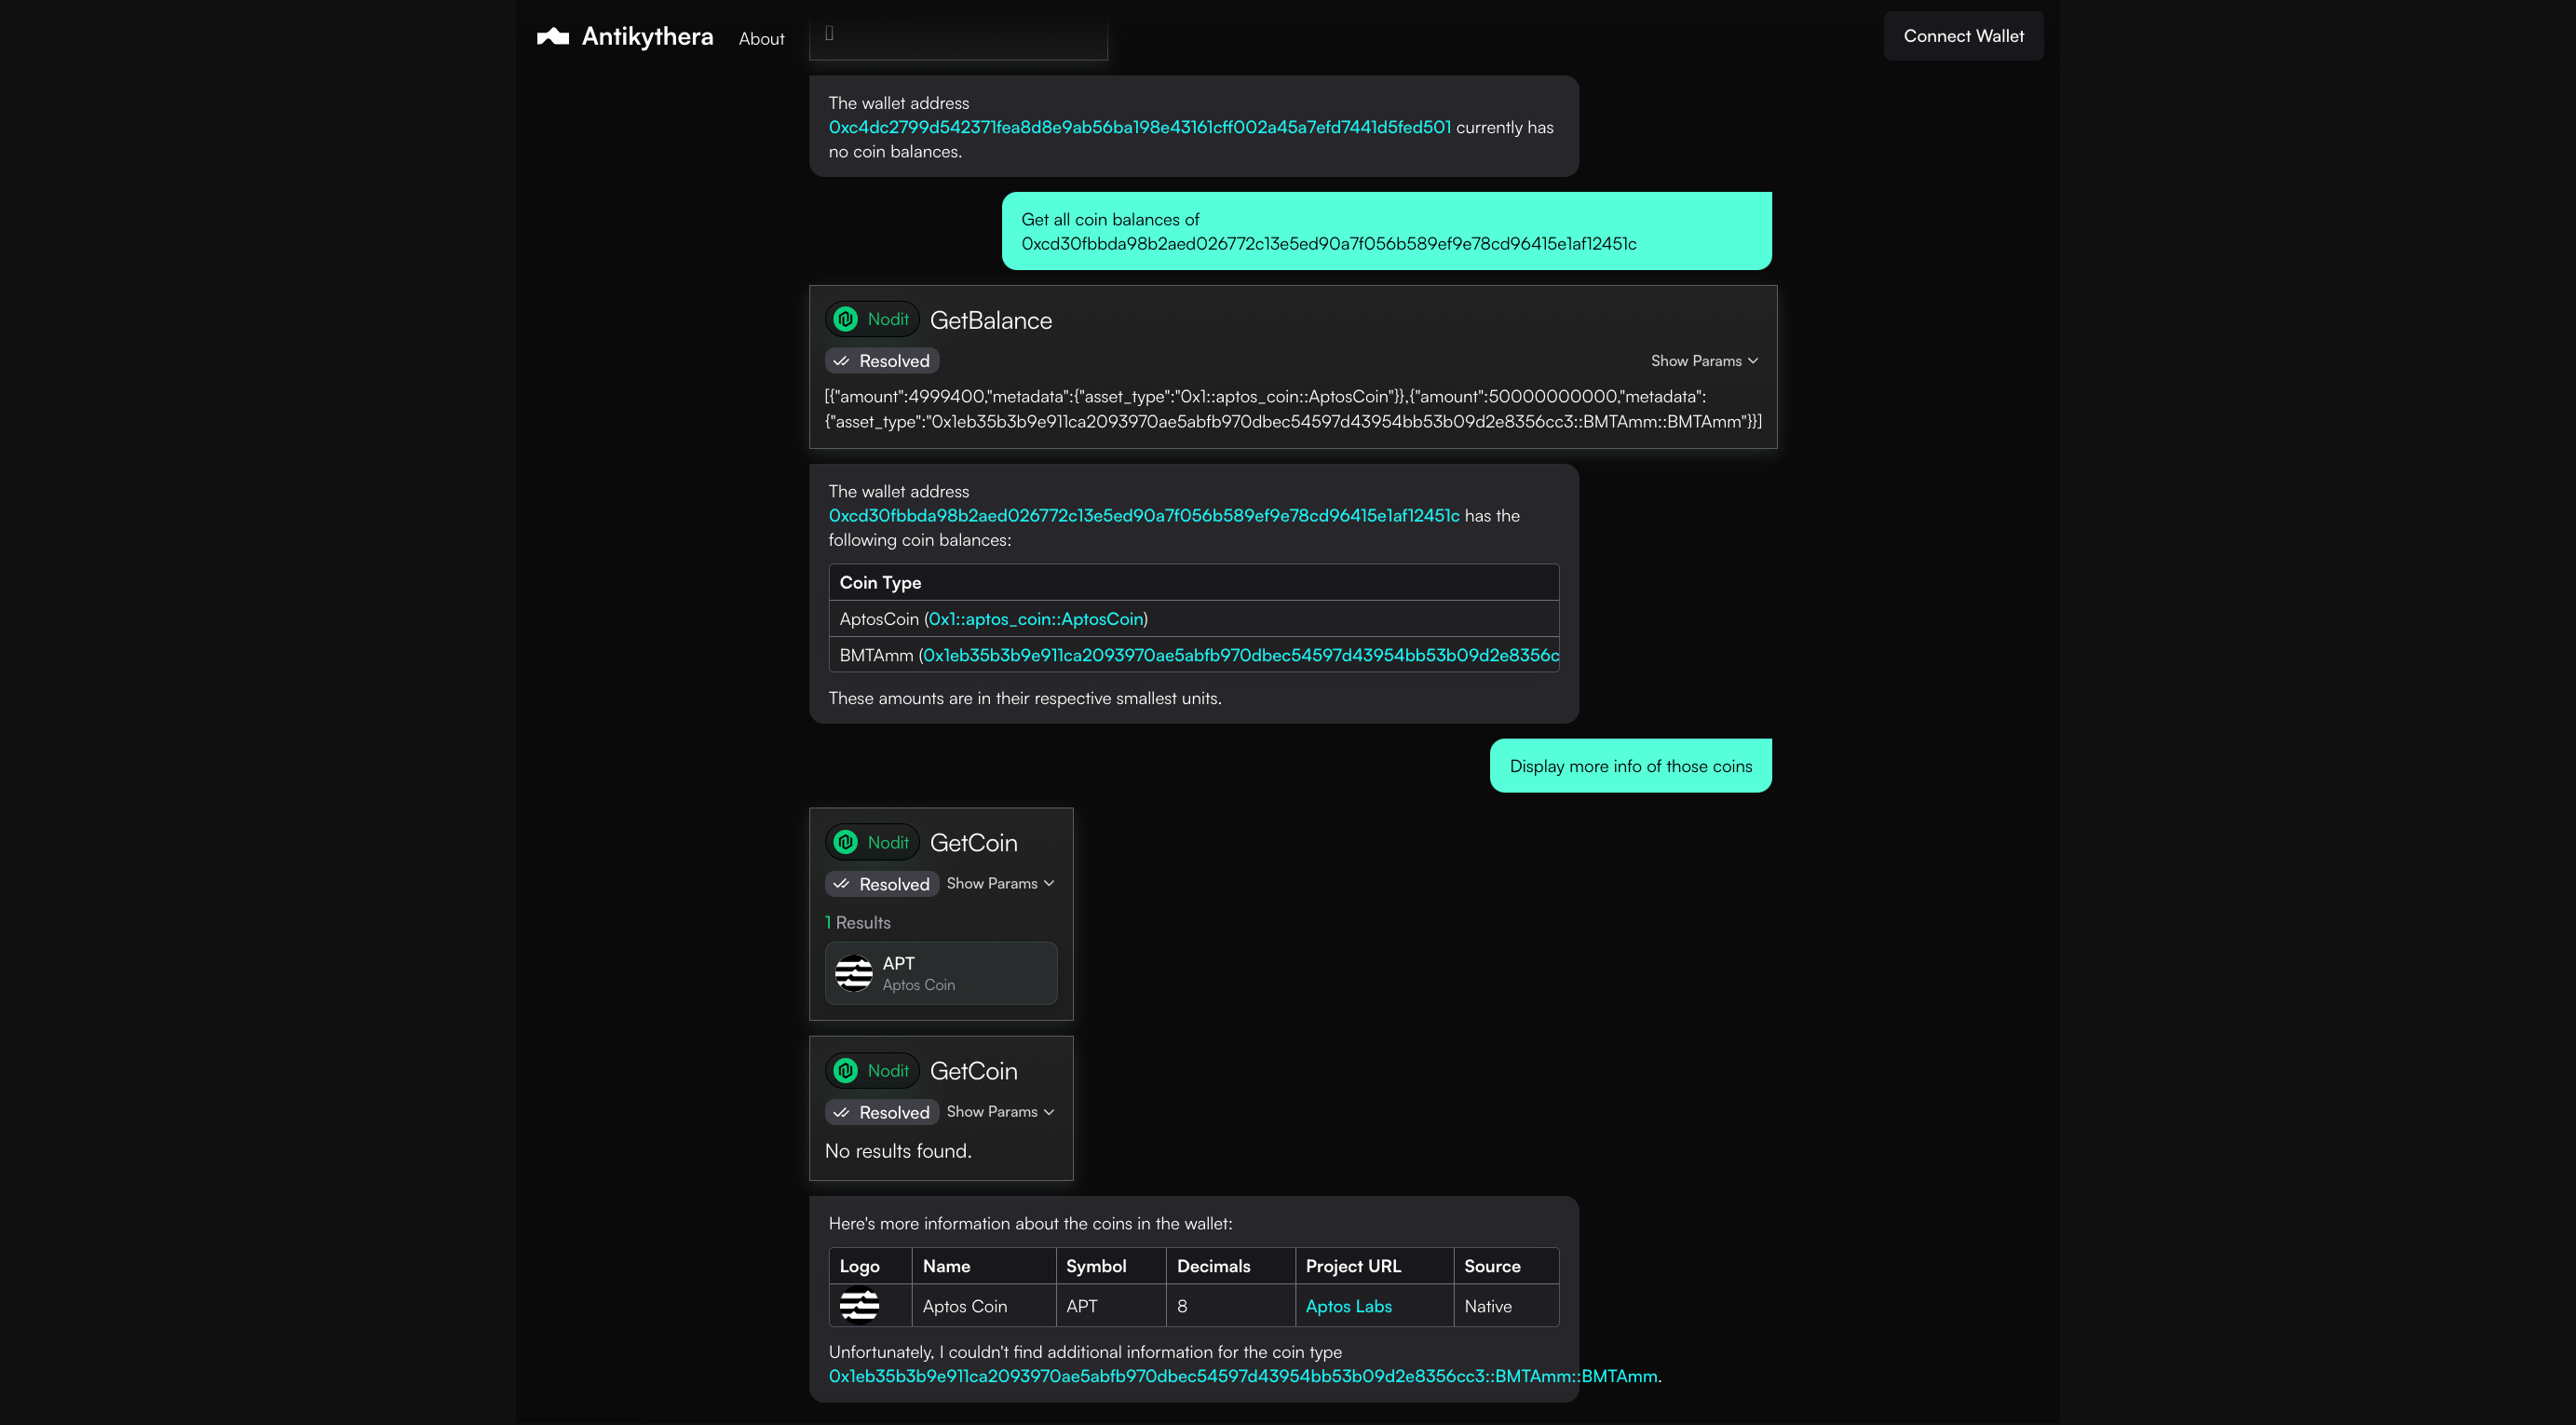 Antikythera About
Connect Wallet
The wallet address
0xc4dc2799d542371fea8d8e9ab56ba198e43161cff002a45a7efd7441d5fed501 currently has
no coin balances.
Get all coin balances of
0xcd30fbbda98b2aed026772c13e5ed90a7f056b589ef9e78cd96415e1af12451c
Nodit GetBalance
Resolved
Show Params
[{"amount":4999400,"metadata":{"asset_type":"0x1::aptos_coin::AptosCoin"}},{"amount":50000000000,"metadata":
{"asset_type":"0x1eb35b3b9e911ca2093970ae5abfb970dbec54597d43954bb53b09d2e8356cc3::BMTAmm::BMTAmm"}}]
The wallet address
0xcd30fbbda98b2aed026772c13e5ed90a7f056b589ef9e78cd96415e1af12451c has the
following coin balances:
Coin Type
AptosCoin (0x1::aptos_coin::AptosCoin)
BMTAmm (0x1eb35b3b9e911ca2093970ae5abfb970dbec54597d43954bb53b09d2e8356c
These amounts are in their respective smallest units.
Display more info of those coins
Nodit GetCoin
Resolved Show Params
1 Results
APT
Aptos Coin
Nodit GetCoin
Resolved Show Params
No results found.
Here's more information about the coins in the wallet:
Logo Name Symbol Decimals Project URL Source
Aptos Coin APT 8 Aptos Labs Native
Unfortunately, I couldn't find additional information for the coin type
0x1eb35b3b9e911ca2093970ae5abfb970dbec54597d43954bb53b09d2e8356cc3::BMTAmm::BMTAmm.